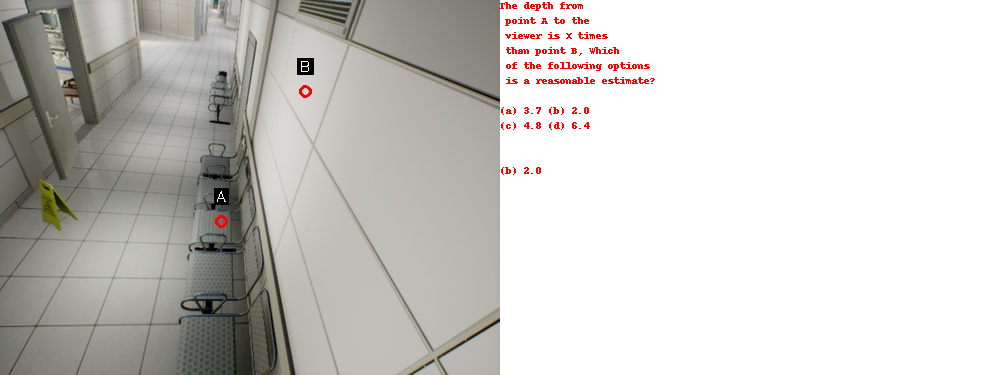 B
A
The depth from
point A to the
viewer is X times
than point B, Which
of the following options
is a reasonable estimate?
(a) 3.7 (b) 2.0
(c) 4.8 (d) 6.4
(b) 2.0